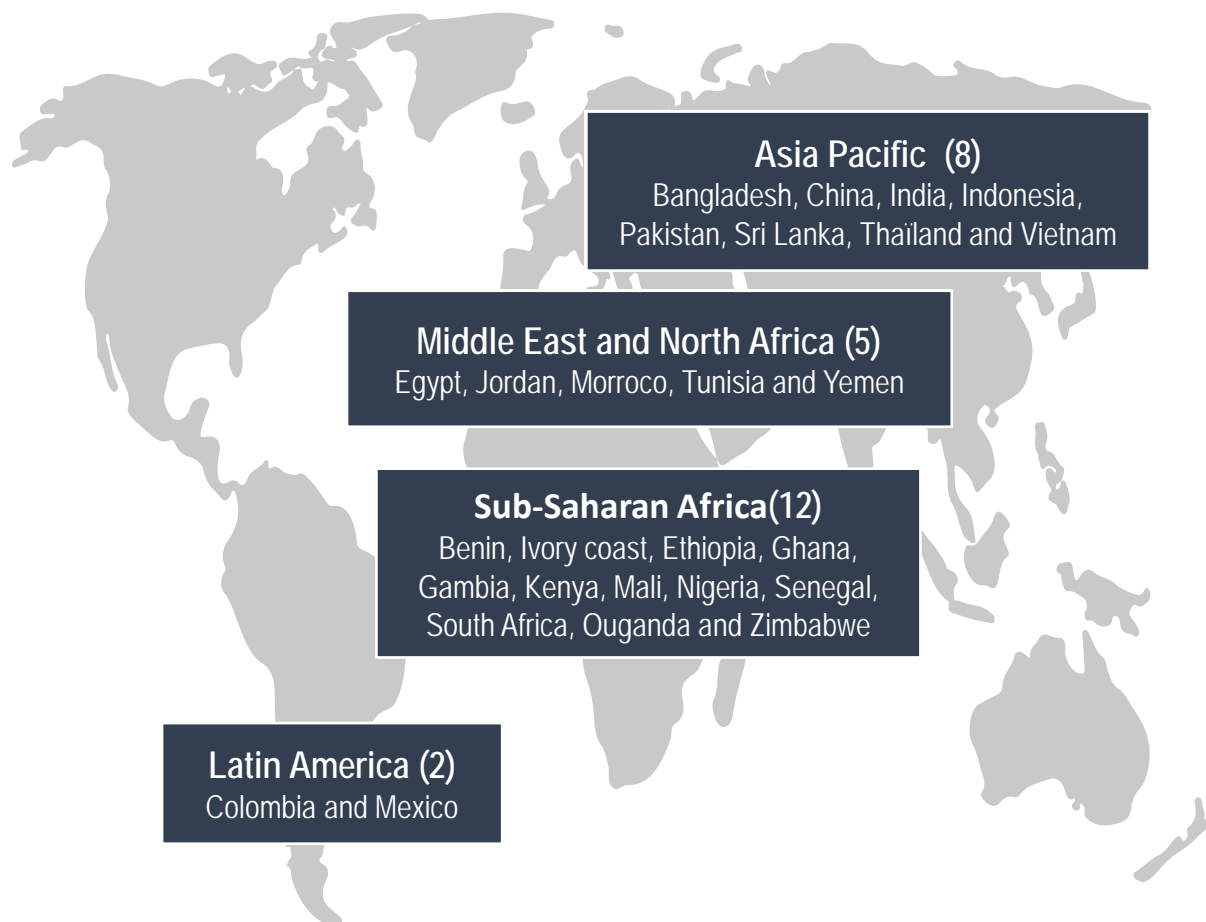 Asia Pacific (8)
Bangladesh, China, India, Indonesia,
Pakistan, Sri Lanka, Thaïland and Vietnam
Middle East and North Africa (5)
Egypt, Jordan, Morroco, Tunisia and Yemen
Sub-Saharan Africa(12)
Benin, Ivory coast, Ethiopia, Ghana,
Gambia, Kenya, Mali, Nigeria, Senegal,
South Africa, Ouganda and Zimbabwe
Latin America (2)
Colombia and Mexico